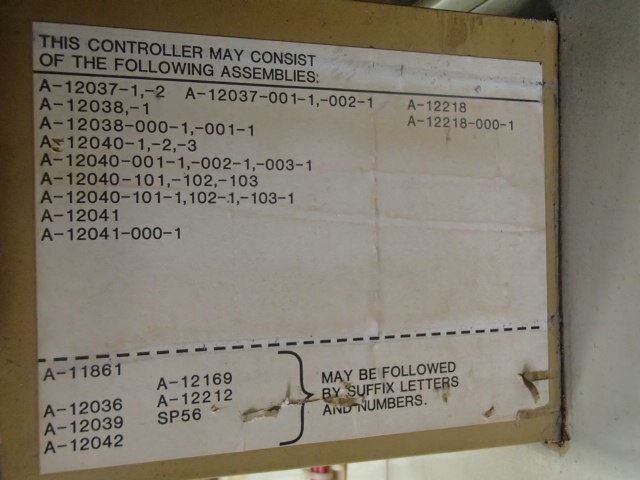 THIS CONTROLLER MAY CONSIST
OF THE FOLLOWING ASSEMBLIES:
A-12037-1,-2 A-12037-001-1,-002-1 A-12218
A-12038,-1 A-12218-000-1
A-12038-000-1,-001-1
A-12040-1,-2,-3
A-12040-001-1,-002-1,-003-1
A-12040-101,-102,-103
A-12040-101-1,102-1,-103-1
A-12041
A-12041-000-1
A-11861
A-12036
A-12039
A-12042
A-12169
A-12212
SP56
MAY BE FOLLOWED
BY SUFFIX LETTERS
AND NUMBERS.